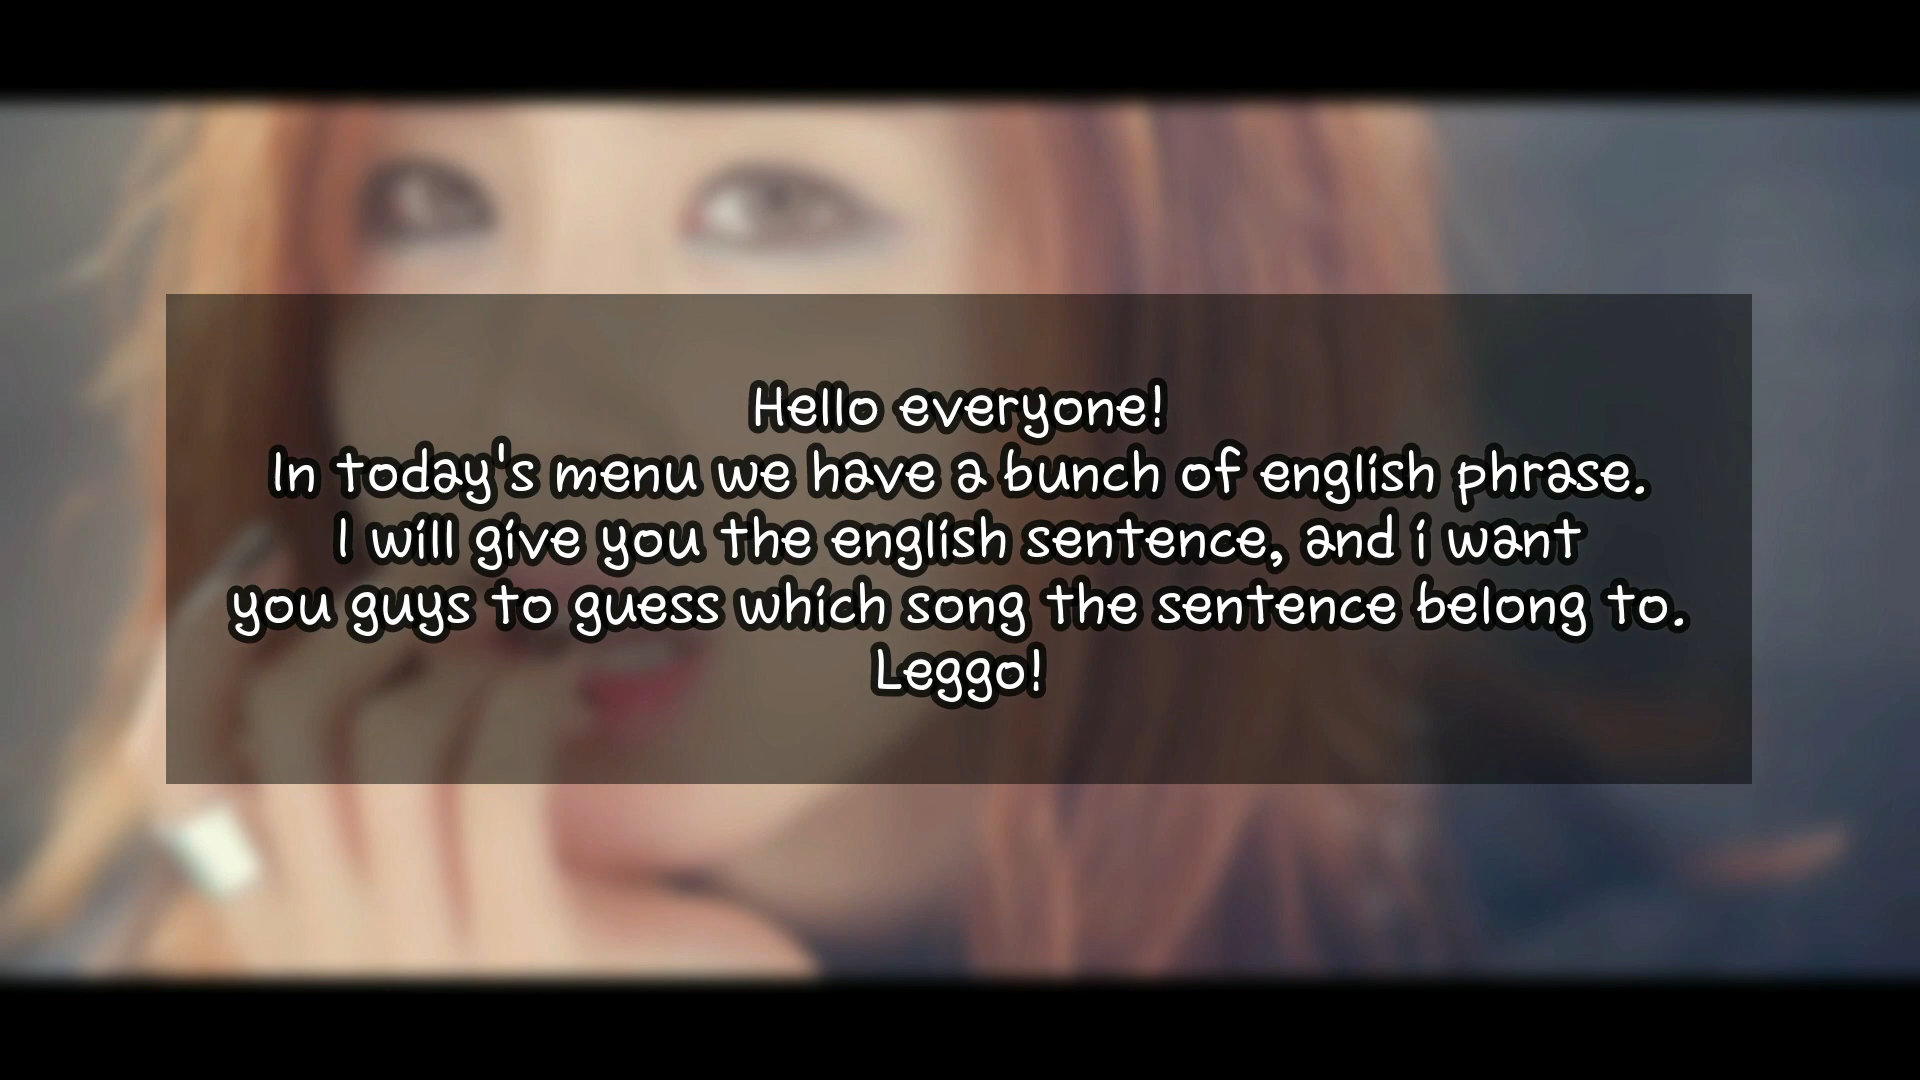 Hello everyone!
In today's menu we have a bunch of english phrase.
I will give you the english sentence, and i want
you guys to guess which song the sentence belong to.
Leggo!